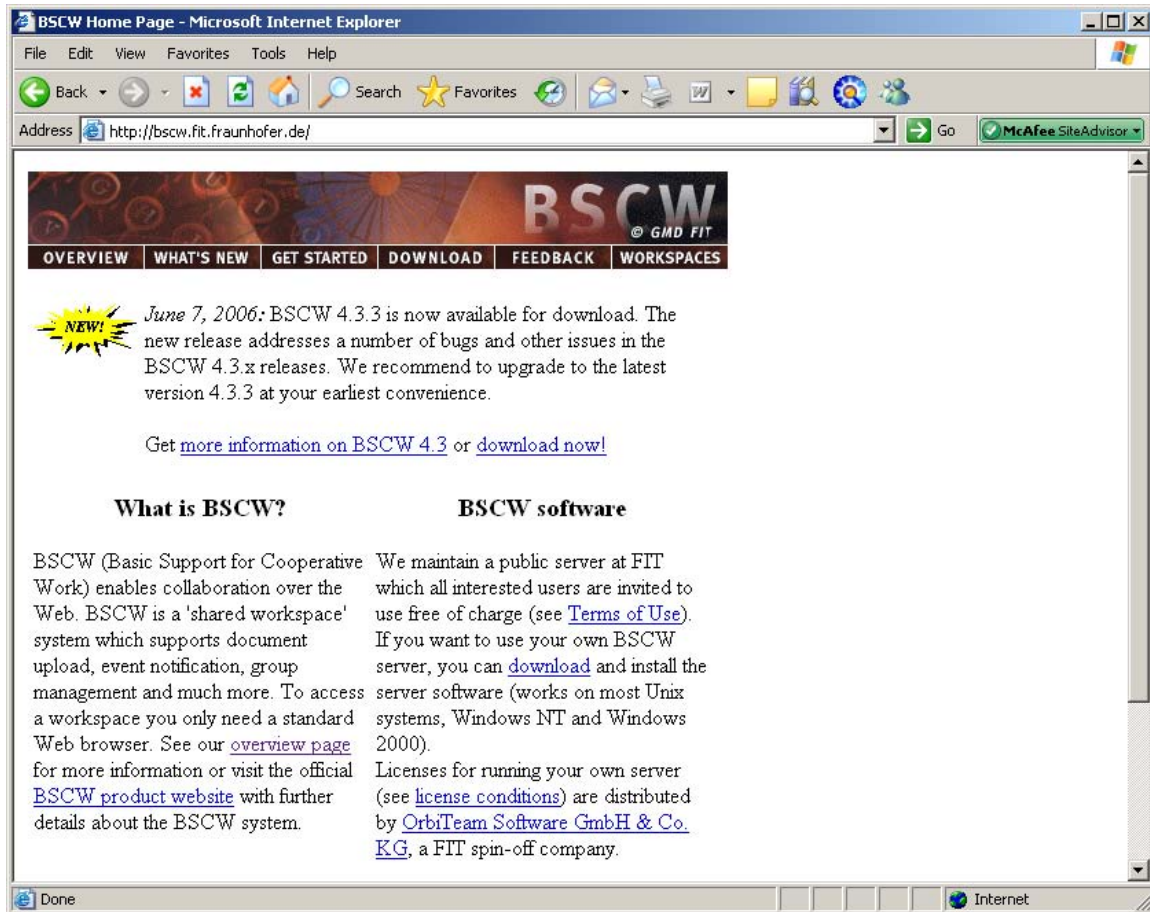 BSCW Home Page - Microsoft Internet Explorer
File Edit View Favorites Tools Help
Back Search Favorites
Address http://bscw.fit.fraunhofer.de/ Go McAfee SiteAdvisor
BSCW
© GMD FIT
OVERVIEW WHAT'S NEW GET STARTED DOWNLOAD FEEDBACK WORKSPACES
NEW!
June 7, 2006: BSCW 4.3.3 is now available for download. The
new release addresses a number of bugs and other issues in the
BSCW 4.3.x releases. We recommend to upgrade to the latest
version 4.3.3 at your earliest convenience.
Get more information on BSCW 4.3 or download now!
What is BSCW?
BSCW (Basic Support for Cooperative
Work) enables collaboration over the
Web. BSCW is a 'shared workspace'
system which supports document
upload, event notification, group
management and much more. To access
a workspace you only need a standard
Web browser. See our overview page
for more information or visit the official
BSCW product website with further
details about the BSCW system.
BSCW software
We maintain a public server at FIT
which all interested users are invited to
use free of charge (see Terms of Use).
If you want to use your own BSCW
server, you can download and install the
server software (works on most Unix
systems, Windows NT and Windows
2000).
Licenses for running your own server
(see license conditions) are distributed
by OrbiTeam Software GmbH & Co.
KG, a FIT spin-off company.
Done Internet